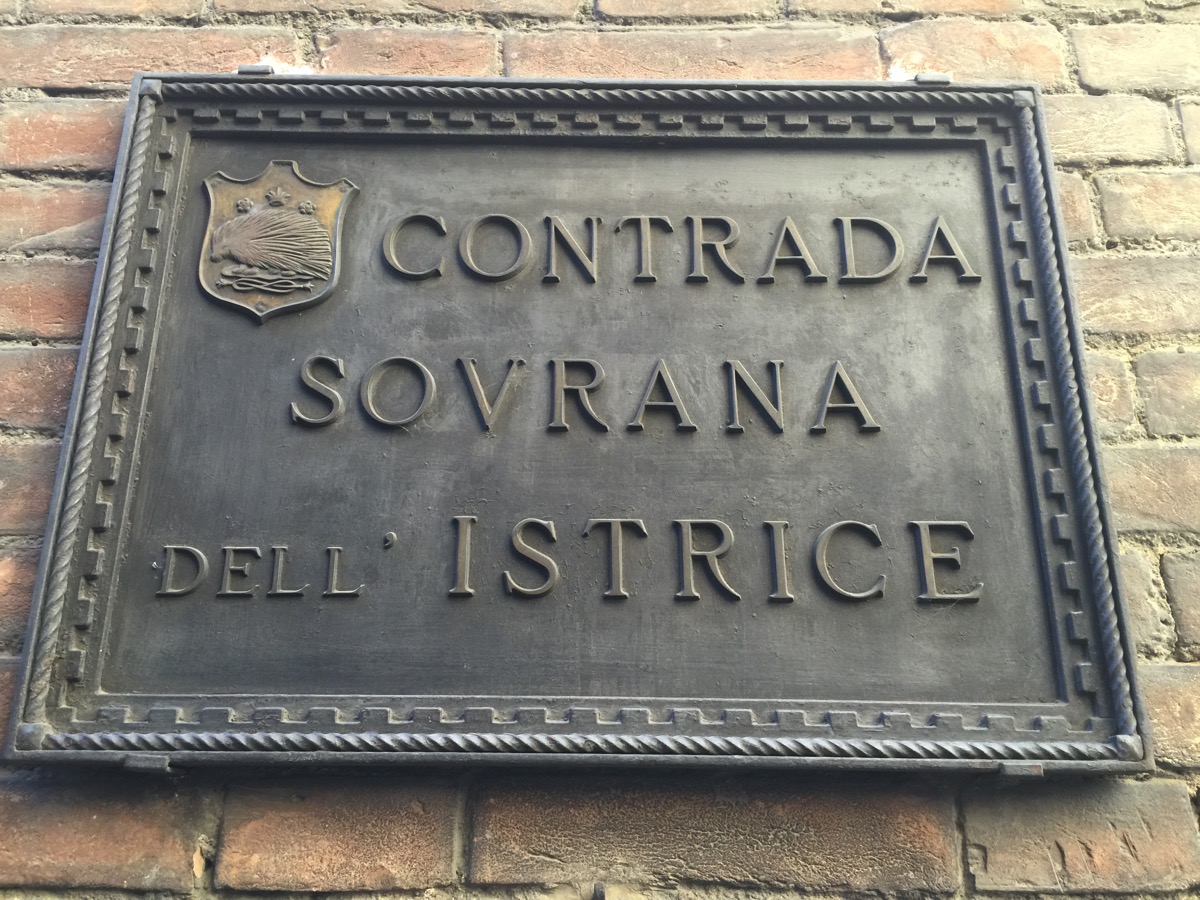 CONTRADA
SOVRANA
DELL' ISTRICE